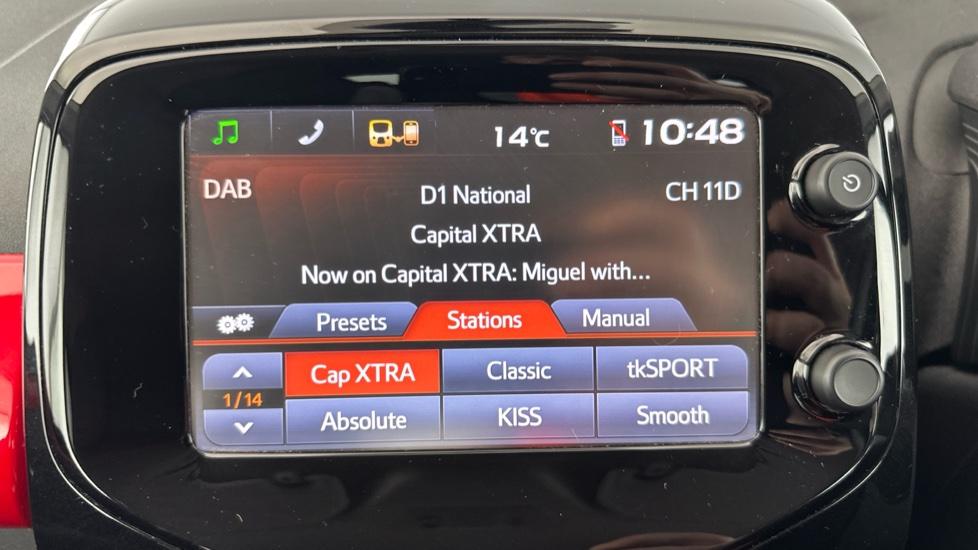 14°C 10:48
DAB D1 National CH 11D
Capital XTRA
Now on Capital XTRA: Miguel with...
Presets Stations Manual
Cap XTRA Classic tkSPORT
1/14
Absolute KISS Smooth